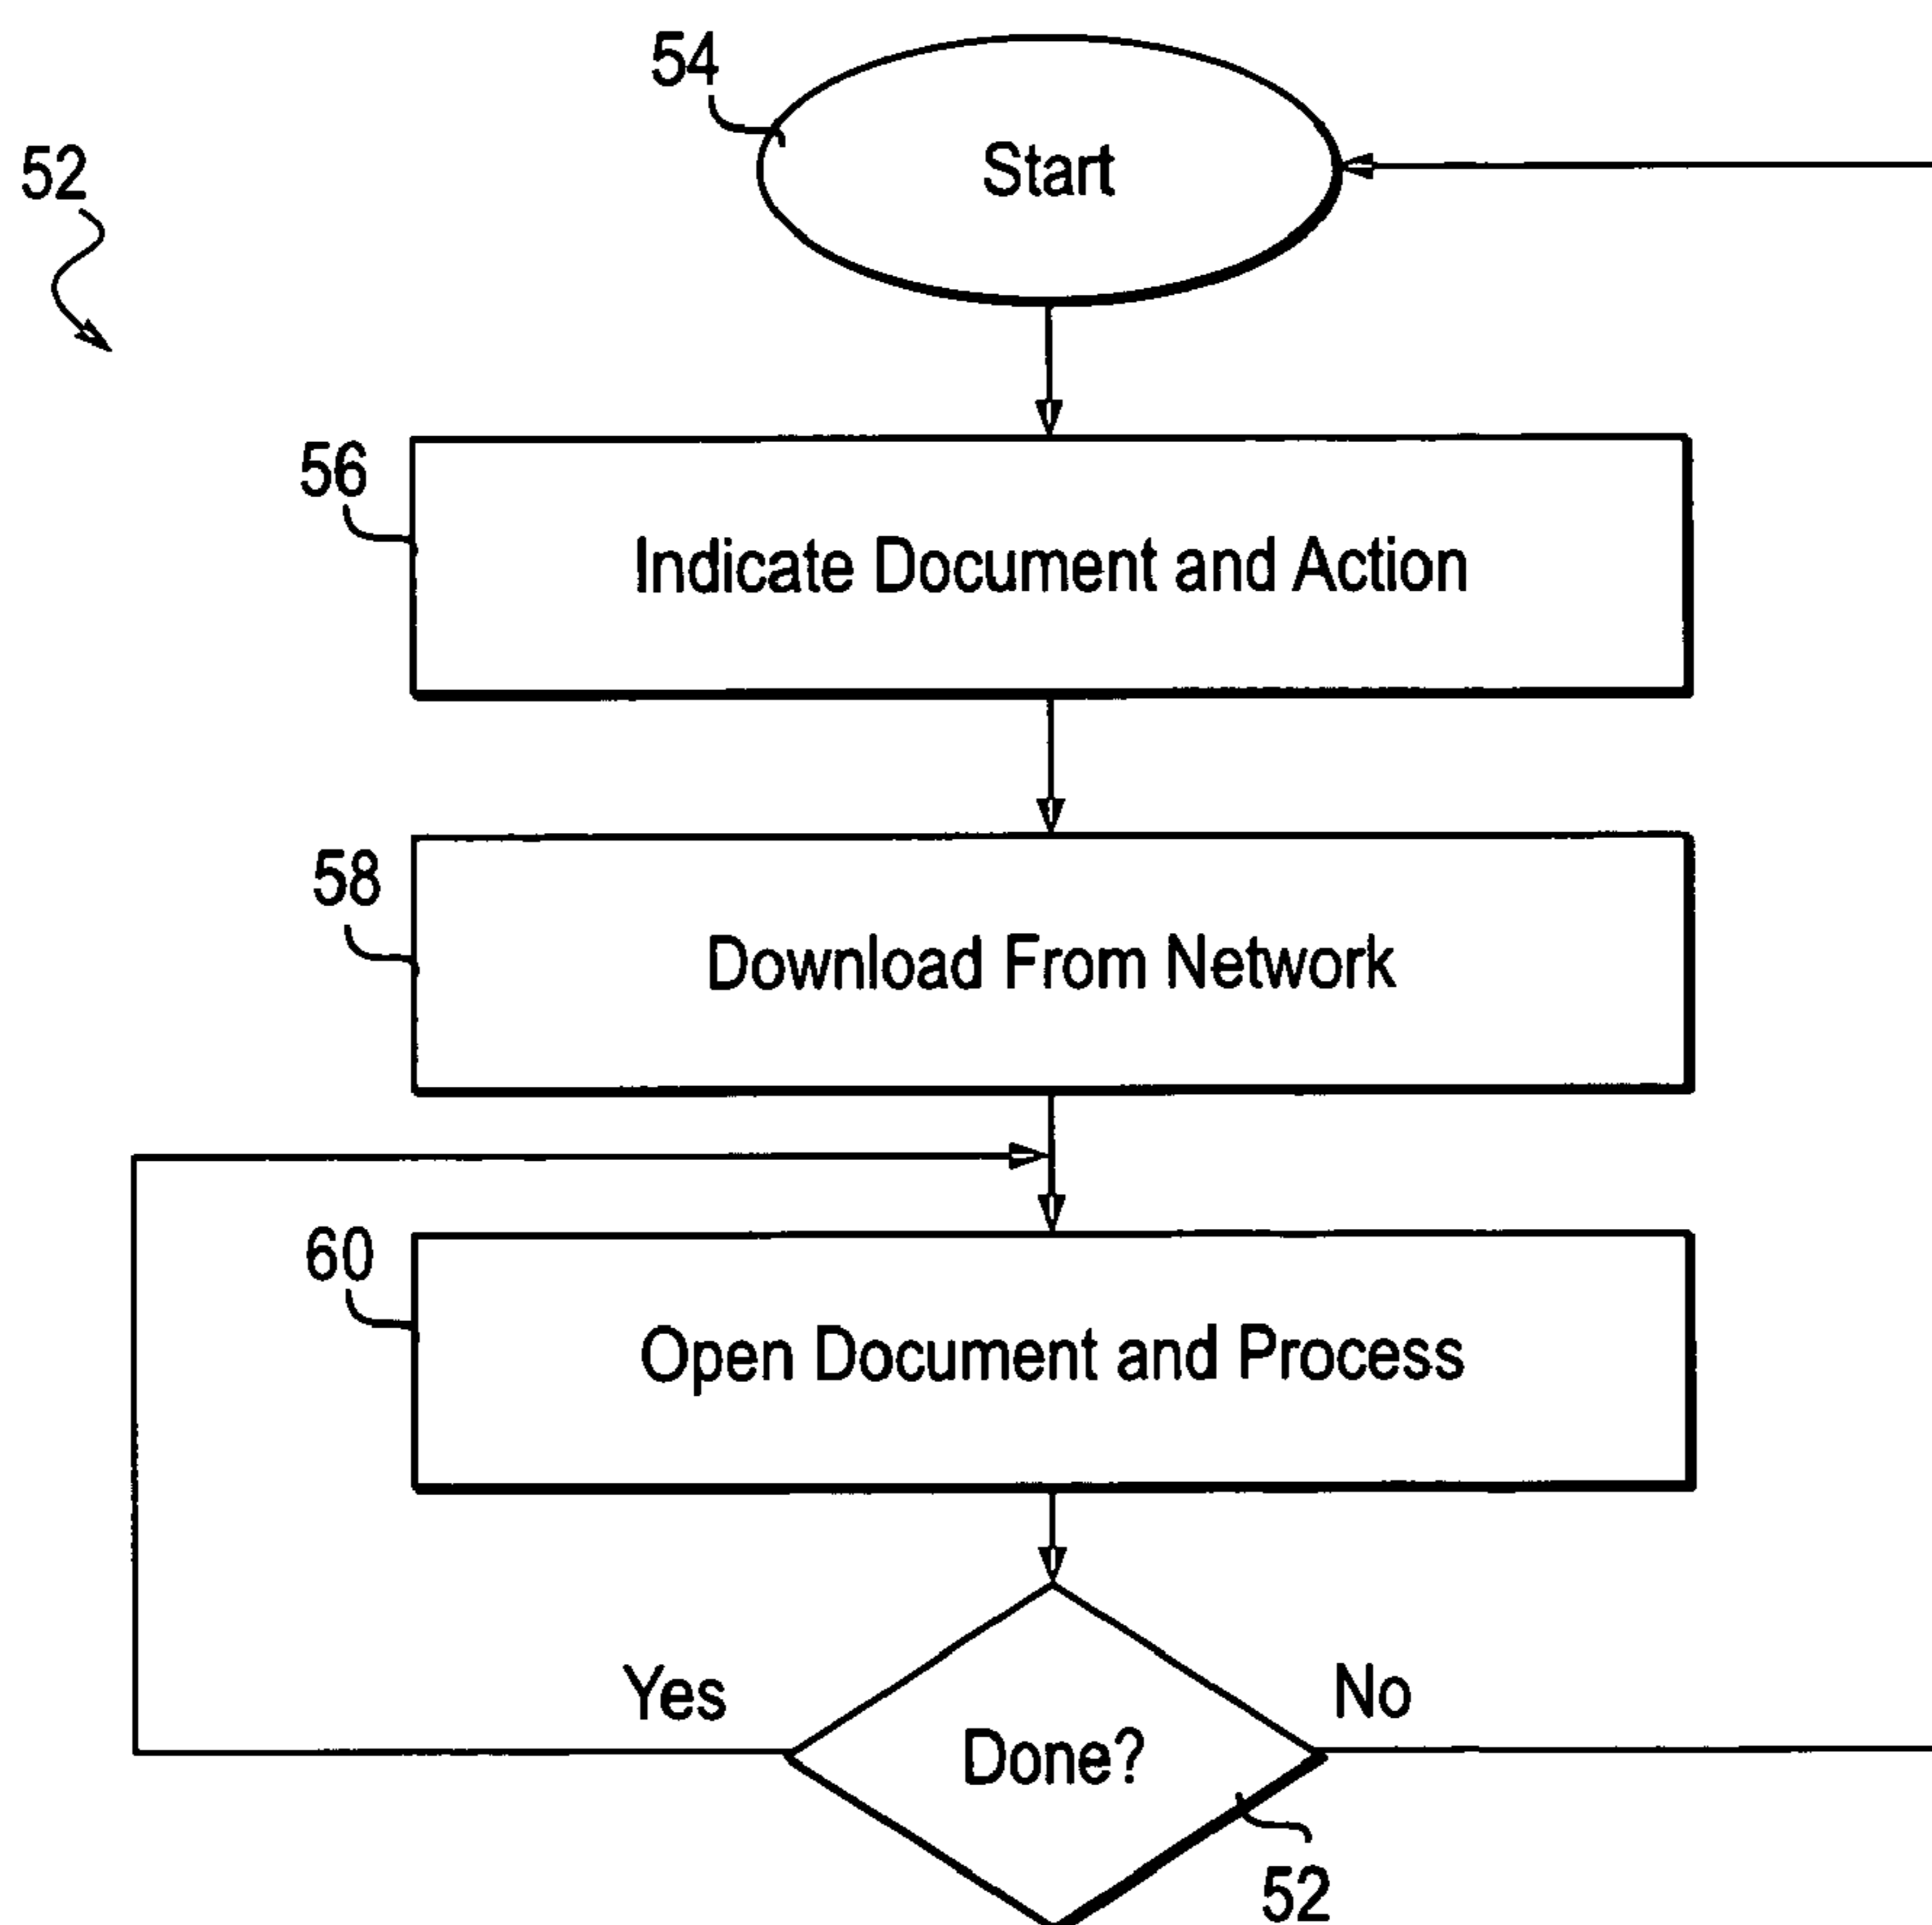 54
Start
52
56
Indicate Document and Action
58
Download From Network
60
Open Document and Process
Yes
No
Done?
52